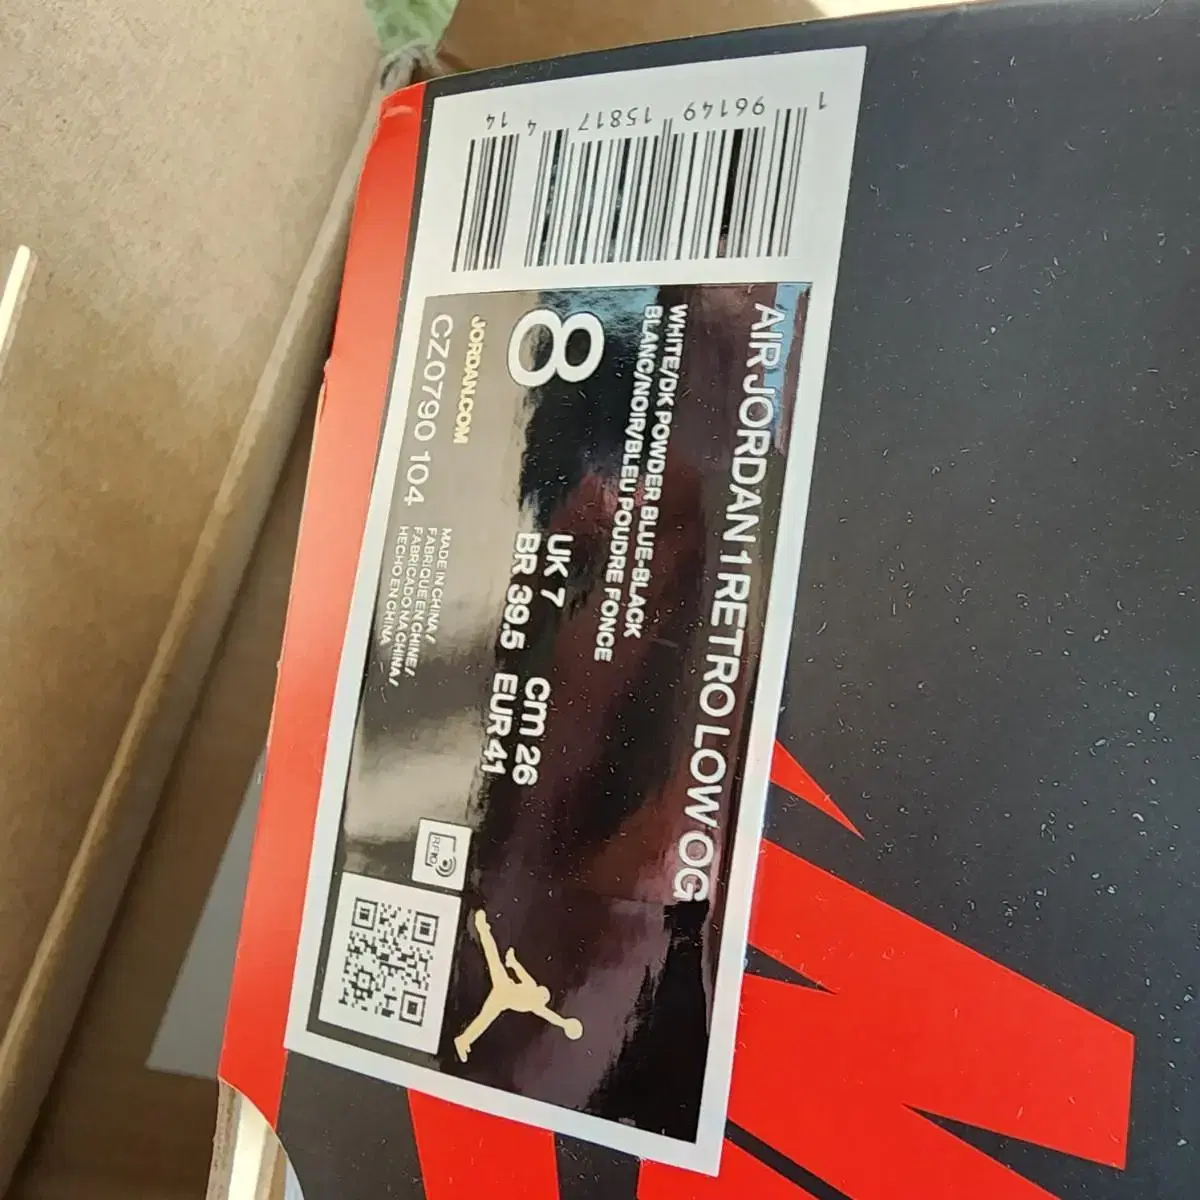 AIR JORDAN 1 RETRO LOW OG
WHITE/DK POWDER BLUE-BLACK
BLANC/NOIR/BLEU POUDRE FONCE
8
UK 7
cm 26
BR 39.5
EUR 41
JORDAN.COM
CZ0790 104
MADE IN CHINA /
FABRIQUE EN CHINE/
FABRICADO NA CHINA/
HECHO EN CHINA
RFID
1 96149 15817 4 14